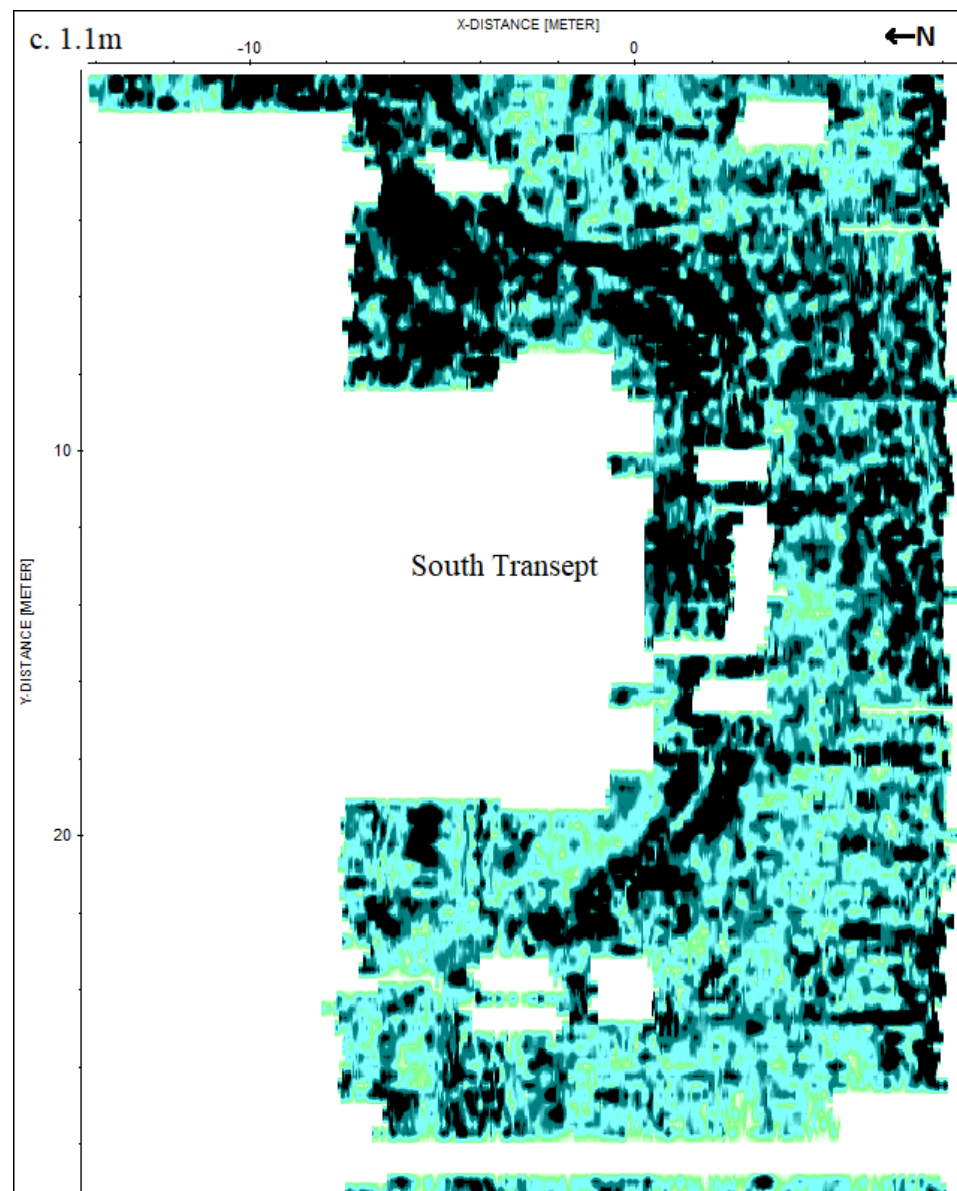 X-DISTANCE [METER]
c. 1.1m
-10
0
←N
10
South Transept
Y-DISTANCE [METER]
20